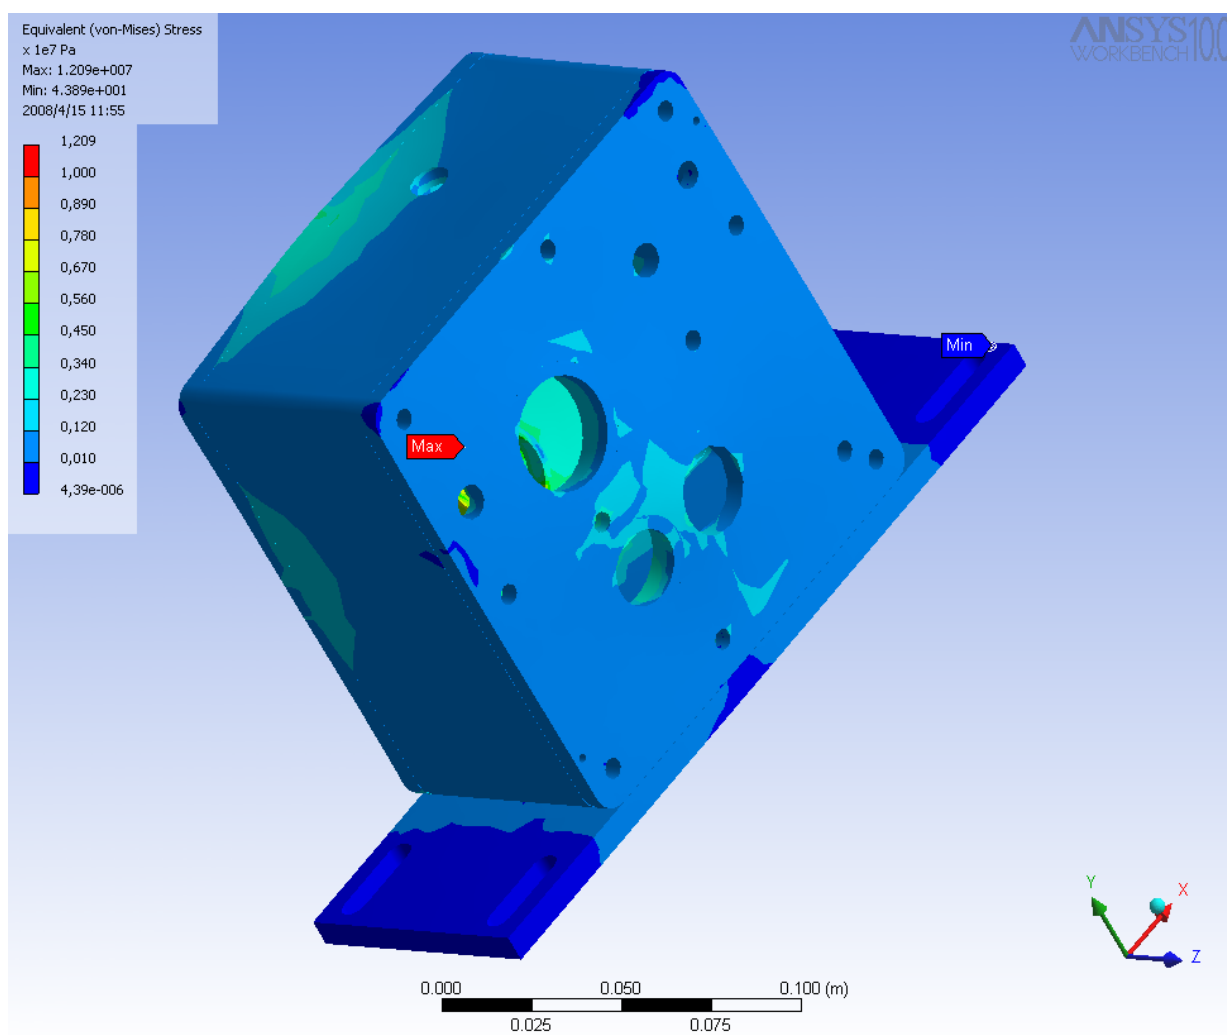 Equivalent (von-Mises) Stress
x 1e7 Pa
Max: 1.209e+007
Min: 4.389e+001
2008/4/15 11:55
1,209
1,000
0,890
0,780
0,670
0,560
0,450
0,340
0,230
0,120
0,010
4,39e-006
ANSYS 10.0
WORKBENCH
Min
Max
Y
X
Z
0.000
0.050
0.100 (m)
0.025
0.075